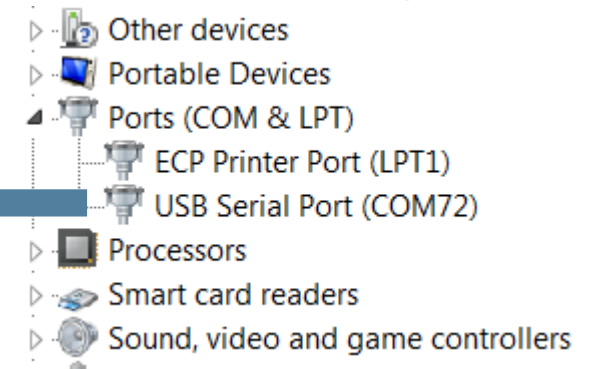 Other devices
Portable Devices
Ports (COM & LPT)
ECP Printer Port (LPT1)
USB Serial Port (COM72)
Processors
Smart card readers
Sound, video and game controllers